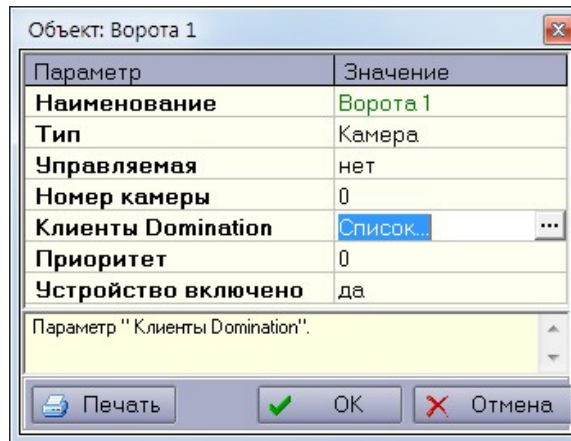 Объект: Ворота 1
Параметр Значение
Наименование Ворота 1
Тип Камера
Управляемая нет
Номер камеры 0
Клиенты Domination Список... ...
Приоритет 0
Устройство включено да
Параметр " Клиенты Domination".
Печать OK Отмена